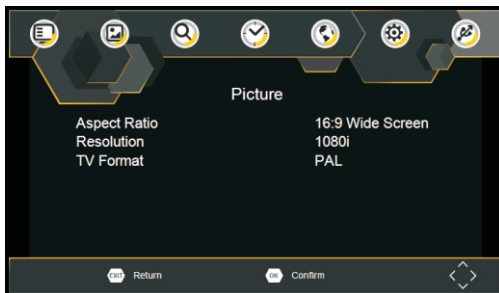 Picture
Aspect Ratio 16:9 Wide Screen
Resolution 1080i
TV Format PAL
EXIT Return OK Confirm